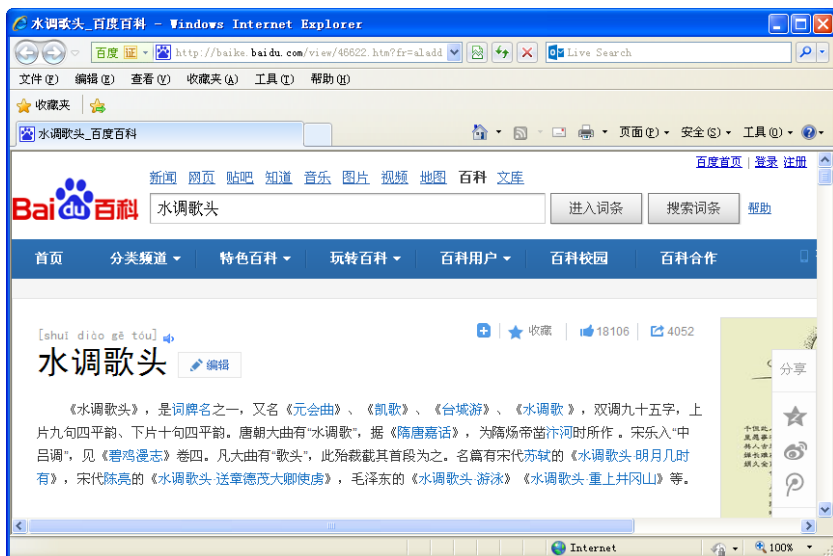 水调歌头_百度百科 - Windows Internet Explorer
百度 证 http://baike.baidu.com/view/46622.htm?fr=aladd Live Search
文件(F) 编辑(E) 查看(V) 收藏夹(A) 工具(T) 帮助(H)
收藏夹
水调歌头_百度百科 页面(P) 安全(S) 工具(O)
百度首页 | 登录 注册
新闻 网页 贴吧 知道 音乐 图片 视频 地图 百科 文库
Bai du 百科 水调歌头 进入词条 搜索词条 帮助
首页 分类频道 特色百科 玩转百科 百科用户 百科校园 百科合作
[shuǐ diào gē tóu] 收藏 18106 4052
水调歌头 编辑
分享
《水调歌头》，是词牌名之一，又名《元会曲》、《凯歌》、《台城游》、《水调歌 》，双调九十五字，上
片九句四平韵、下片十句四平韵。唐朝大曲有“水调歌”，据《隋唐嘉话》，为隋炀帝凿汴河时所作 。宋乐入“中
吕调”，见《碧鸡漫志》卷四。凡大曲有“歌头”，此殆裁截其首段为之。名篇有宋代苏轼的《水调歌头·明月几时
有》，宋代陈亮的《水调歌头·送章德茂大卿使虏》，毛泽东的《水调歌头·游泳》《水调歌头·重上井冈山》等。
Internet 100%